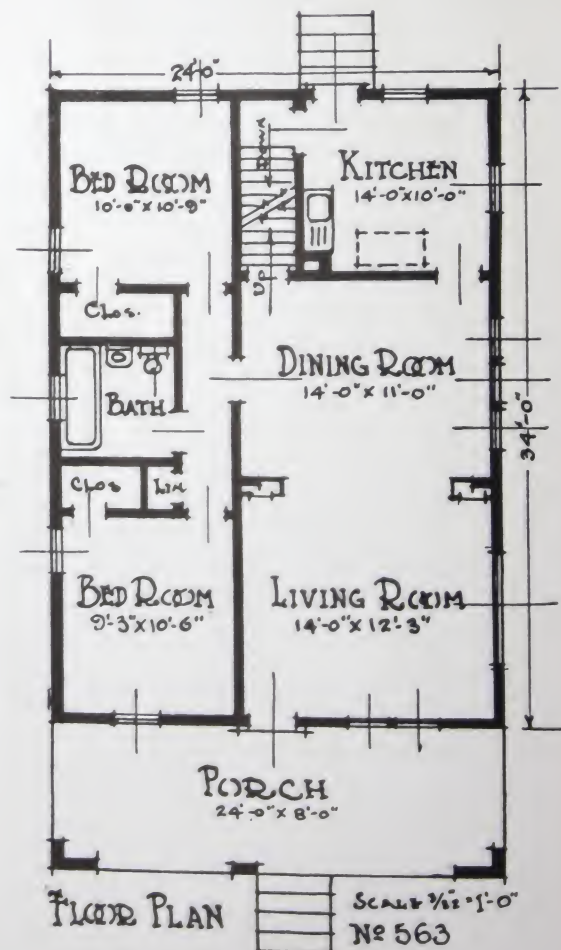 24'-0"
BED ROOM
10'-6" X 10'-9"
Down
Up
KITCHEN
14'-0" X 10'-0"
CLOS.
BATH
DINING ROOM
14'-0" X 11'-0"
34'-0"
CLOS
LIN
BED ROOM
9'-3" X 10'-6"
LIVING ROOM
14'-0" X 12'-3"
PORCH
24'-0" X 8'-0"
FLOOR PLAN
SCALE 3/32" = 1'-0"
Nº 563